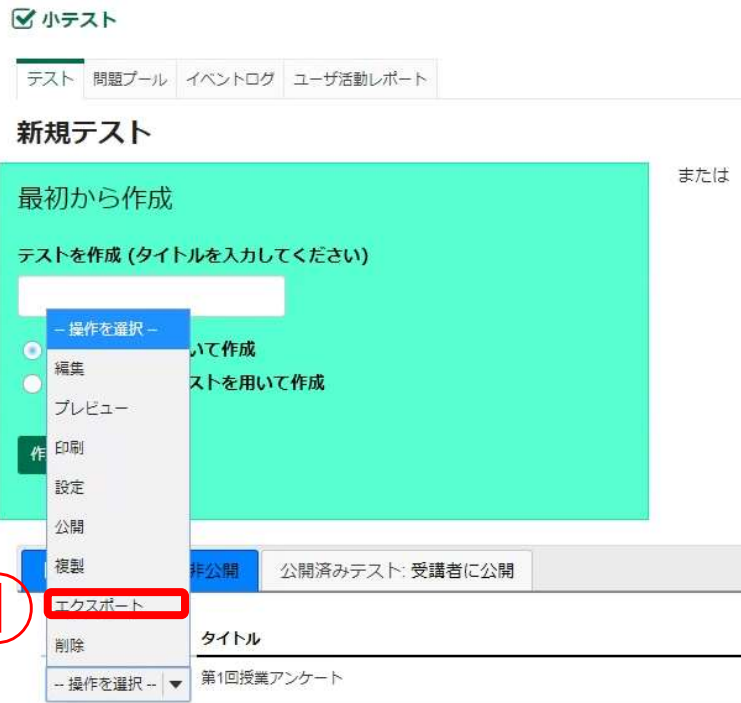 小テスト
テスト 問題プール イベントログ ユーザ活動レポート
新規テスト
または
最初から作成
テストを作成 (タイトルを入力してください)
-- 操作を選択 --
いて作成
編集
ストを用いて作成
プレビュー
印刷
作
設定
公開
複製
非公開
公開済みテスト: 受講者に公開
1
エクスポート
削除
タイトル
-- 操作を選択 --
第1回授業アンケート